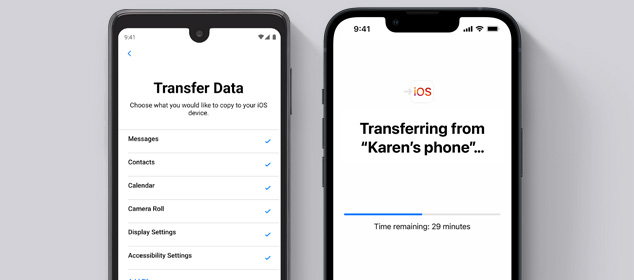 9:41
Transfer Data
Choose what you would like to copy to your iOS
device.
Messages
Contacts
Calendar
Camera Roll
Display Settings
Accessibility Settings
9:41
iOS
Transferring from
“Karen’s phone”...
Time remaining: 29 minutes